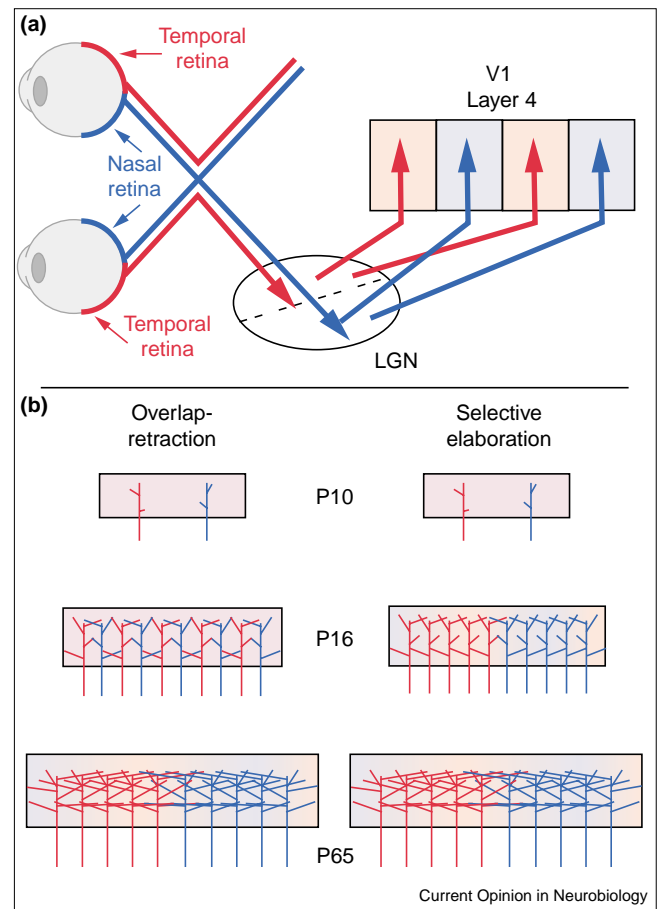 (a)
Temporal
retina
Nasal
retina
Temporal
retina
V1
Layer 4
LGN
(b)
Overlap-
retraction
Selective
elaboration
P10
P16
P65
Current Opinion in Neurobiology